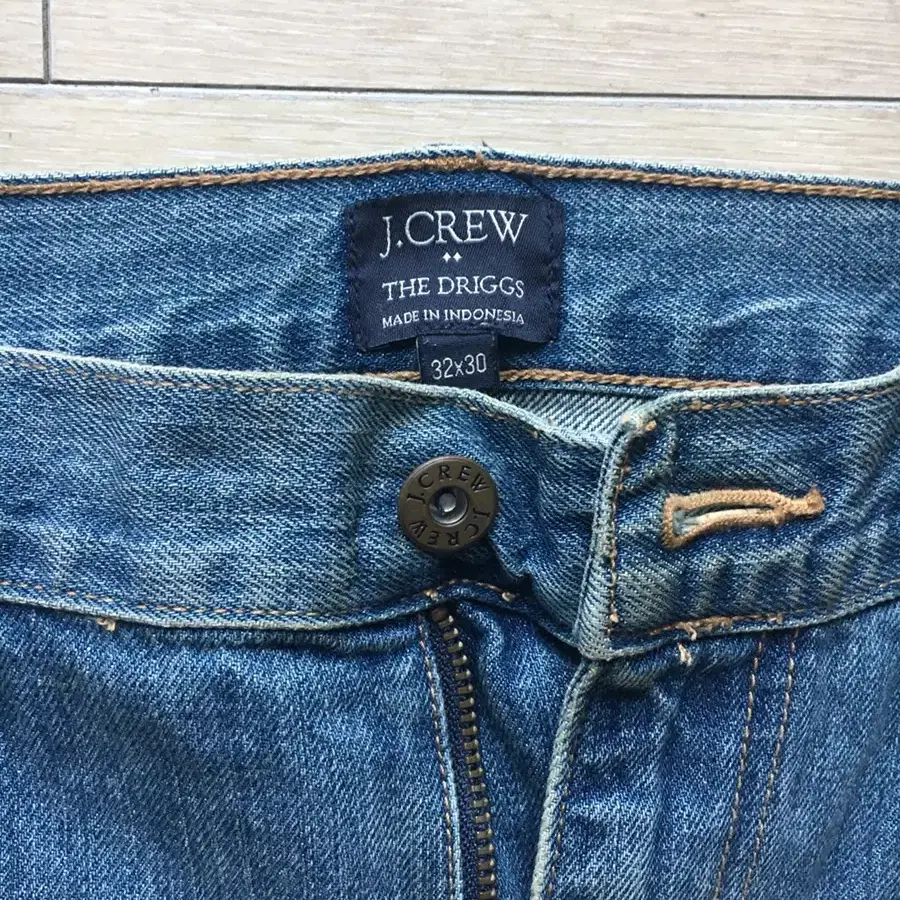 J.CREW
THE DRIGGS
MADE IN INDONESIA
32x30
J.CREW
J.CREW